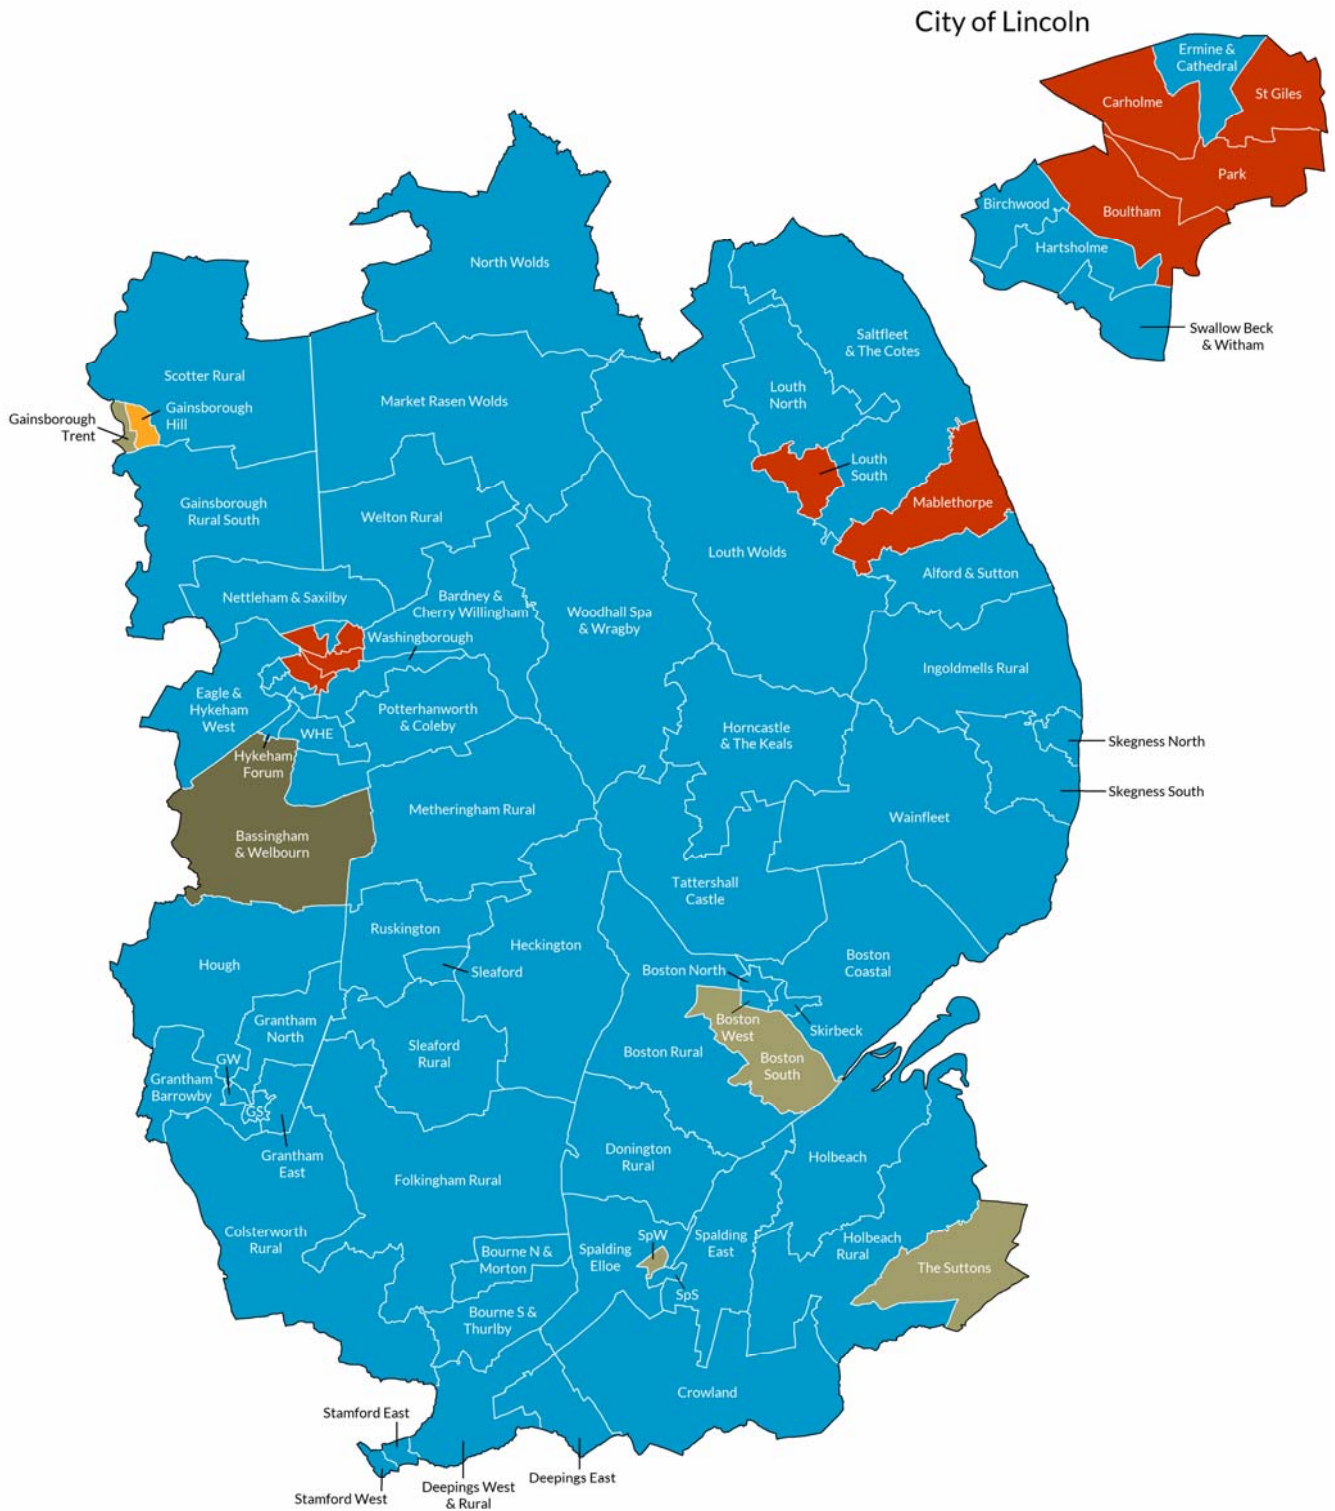 City of Lincoln
Ermine &
Cathedral
St Giles
Carholme
Park
Birchwood
Boultham
Hartsholme
Swallow Beck
& Witham
North Wolds
Saltfleet
& The Cotes
Scotter Rural
Louth
North
Market Rasen Wolds
Gainsborough
Hill
Gainsborough
Trent
Louth
South
Mablethorpe
Gainsborough
Rural South
Welton Rural
Louth Wolds
Alford & Sutton
Nettleham & Saxilby
Bardney &
Cherry Willingham
Woodhall Spa
& Wragby
Washingborough
Ingoldmells Rural
Eagle &
Hykeham
West
Potterhanworth
& Coleby
WHE
Horncastle
& The Keals
Skegness North
Hykeham
Forum
Skegness South
Metheringham Rural
Wainfleet
Bassingham
& Welbourn
Tattershall
Castle
Ruskington
Heckington
Boston
Coastal
Hough
Sleaford
Boston North
Grantham
North
Boston
West
Skirbeck
Sleaford
Rural
Boston Rural
Boston
South
GW
Grantham
Barrowby
GS
Grantham
East
Donington
Rural
Holbeach
Folkingham Rural
Colsterworth
Rural
SpW
Spalding
East
Holbeach
Rural
Bourne N &
Morton
Spalding
Elloe
The Suttons
SpS
Bourne S &
Thurlby
Crowland
Stamford East
Deepings East
Deepings West
& Rural
Stamford West